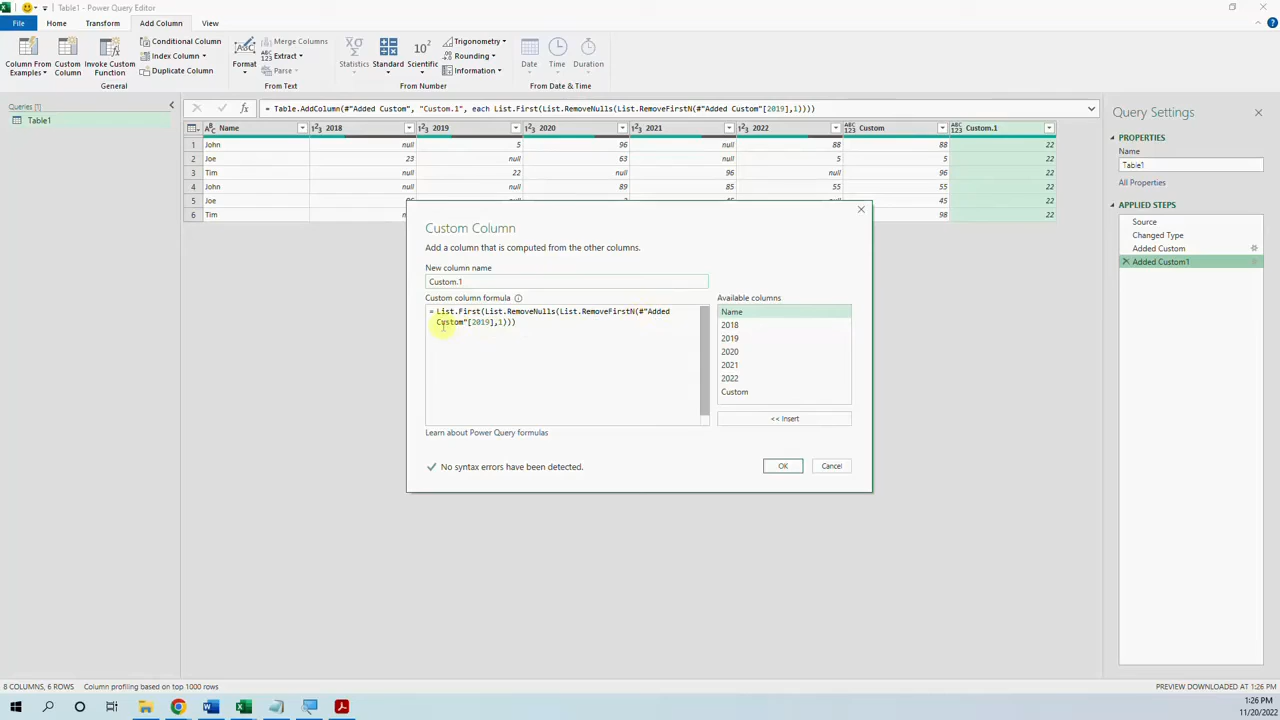 Table1 - Power Query Editor
File Home Transform Add Column View
Column From Examples
Custom Column
Invoke Custom Function
Conditional Column
Index Column
Duplicate Column
General
Format
Merge Columns
Extract
Parse
From Text
Statistics
Standard
10²
Scientific
Trigonometry
Rounding
Information
From Number
Date
Time
Duration
From Date & Time
Queries [1]
Table1
fx = Table.AddColumn(#"Added Custom", "Custom.1", each List.First(List.RemoveNulls(List.RemoveFirstN(#"Added Custom"[2019],1))))
Name 2018 2019 2020 2021 2022 Custom Custom.1
1 John null 5 96 null 88 88 22
2 Joe 23 null 63 null 5 5 22
3 Tim null 22 null 96 null 96 22
4 John null null 89 85 55 55 22
5 Joe 45 22
6 Tim 98 22
Custom Column
Add a column that is computed from the other columns.
New column name
Custom.1
Custom column formula
= List.First(List.RemoveNulls(List.RemoveFirstN(#"Added
Custom"[2019],1)))
Available columns
Name
2018
2019
2020
2021
2022
Custom
<< Insert
Learn about Power Query formulas
No syntax errors have been detected.
OK
Cancel
Query Settings
PROPERTIES
Name
Table1
All Properties
APPLIED STEPS
Source
Changed Type
Added Custom
Added Custom1
8 COLUMNS, 6 ROWS Column profiling based on top 1000 rows
PREVIEW DOWNLOADED AT 1:26 PM
1:26 PM
11/20/2022